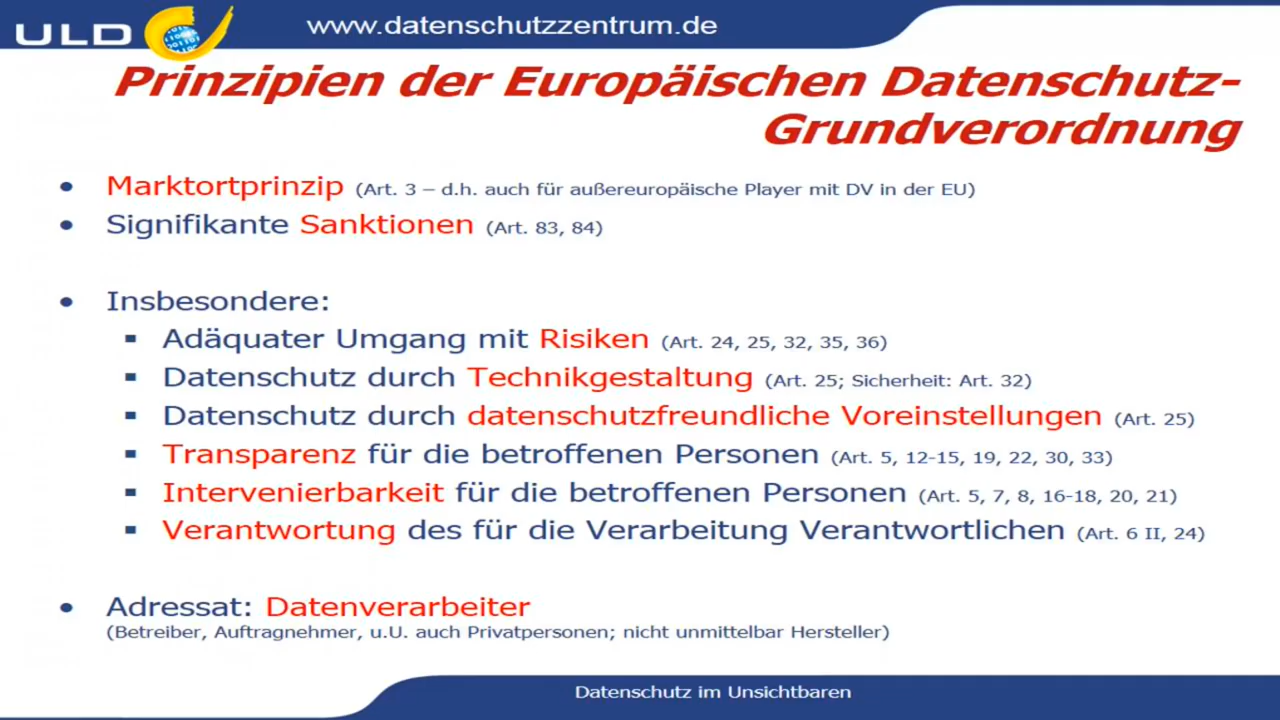 ULD
www.datenschutzzentrum.de
Prinzipien der Europäischen Datenschutz-
Grundverordnung
• Marktortprinzip (Art. 3 – d.h. auch für außereuropäische Player mit DV in der EU)
• Signifikante Sanktionen (Art. 83, 84)
• Insbesondere:
▪ Adäquater Umgang mit Risiken (Art. 24, 25, 32, 35, 36)
▪ Datenschutz durch Technikgestaltung (Art. 25; Sicherheit: Art. 32)
▪ Datenschutz durch datenschutzfreundliche Voreinstellungen (Art. 25)
▪ Transparenz für die betroffenen Personen (Art. 5, 12-15, 19, 22, 30, 33)
▪ Intervenierbarkeit für die betroffenen Personen (Art. 5, 7, 8, 16-18, 20, 21)
▪ Verantwortung des für die Verarbeitung Verantwortlichen (Art. 6 II, 24)
• Adressat: Datenverarbeiter
(Betreiber, Auftragnehmer, u.U. auch Privatpersonen; nicht unmittelbar Hersteller)
Datenschutz im Unsichtbaren